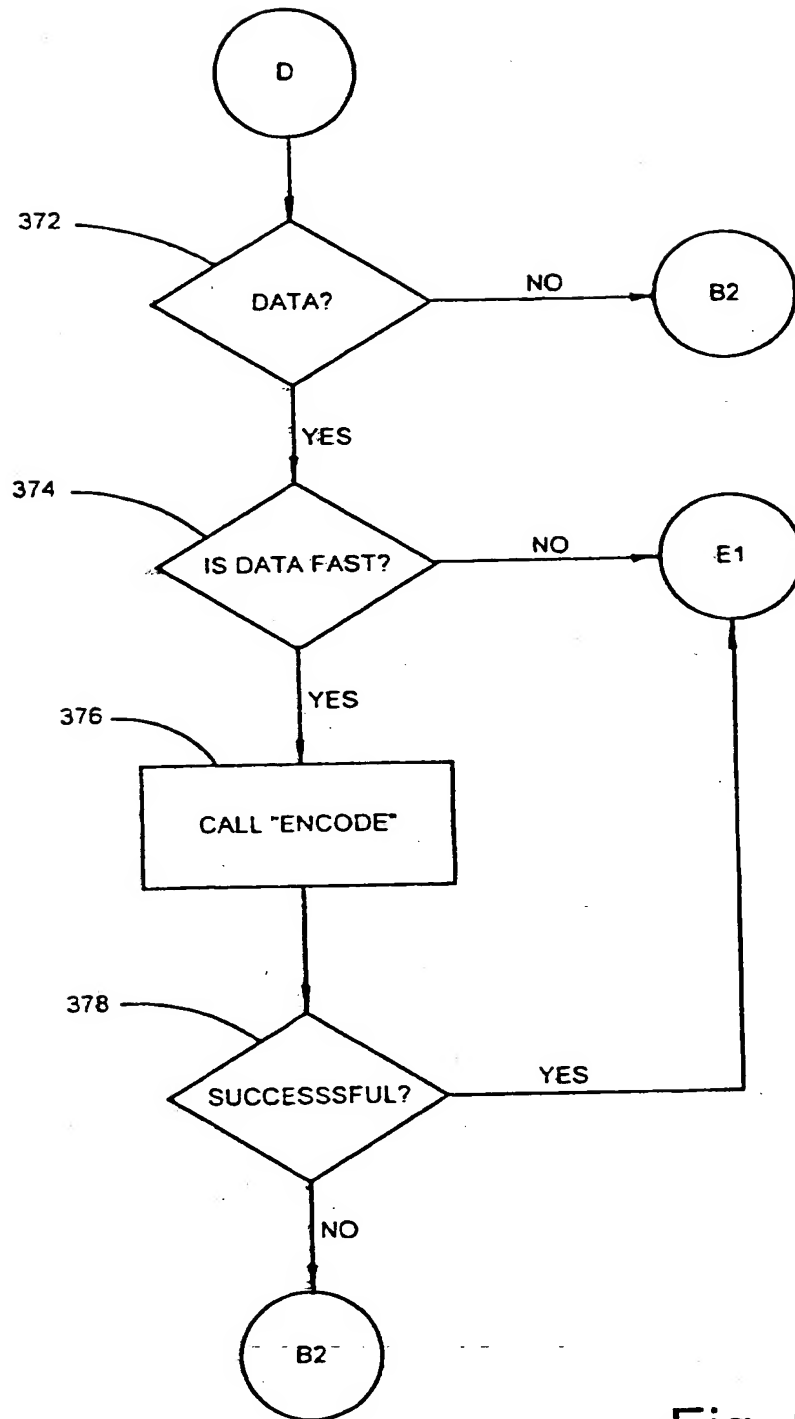 D
372
DATA?
NO
B2
YES
374
IS DATA FAST?
NO
E1
YES
376
CALL "ENCODE"
378
SUCCESSSFUL?
YES
NO
B2
Fig